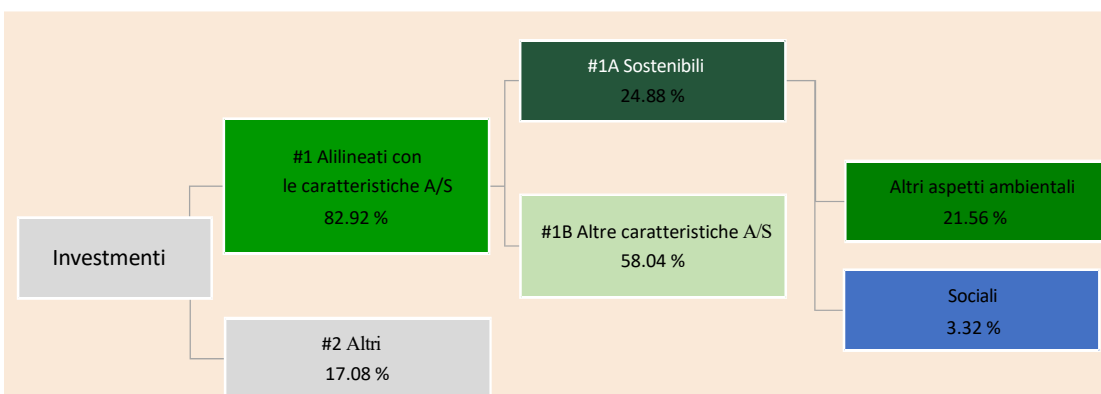 Investimenti
#1 Alilineati con
le caratteristiche A/S
82.92 %
#2 Altri
17.08 %
#1A Sostenibili
24.88 %
#1B Altre caratteristiche A/S
58.04 %
Altri aspetti ambientali
21.56 %
Sociali
3.32 %